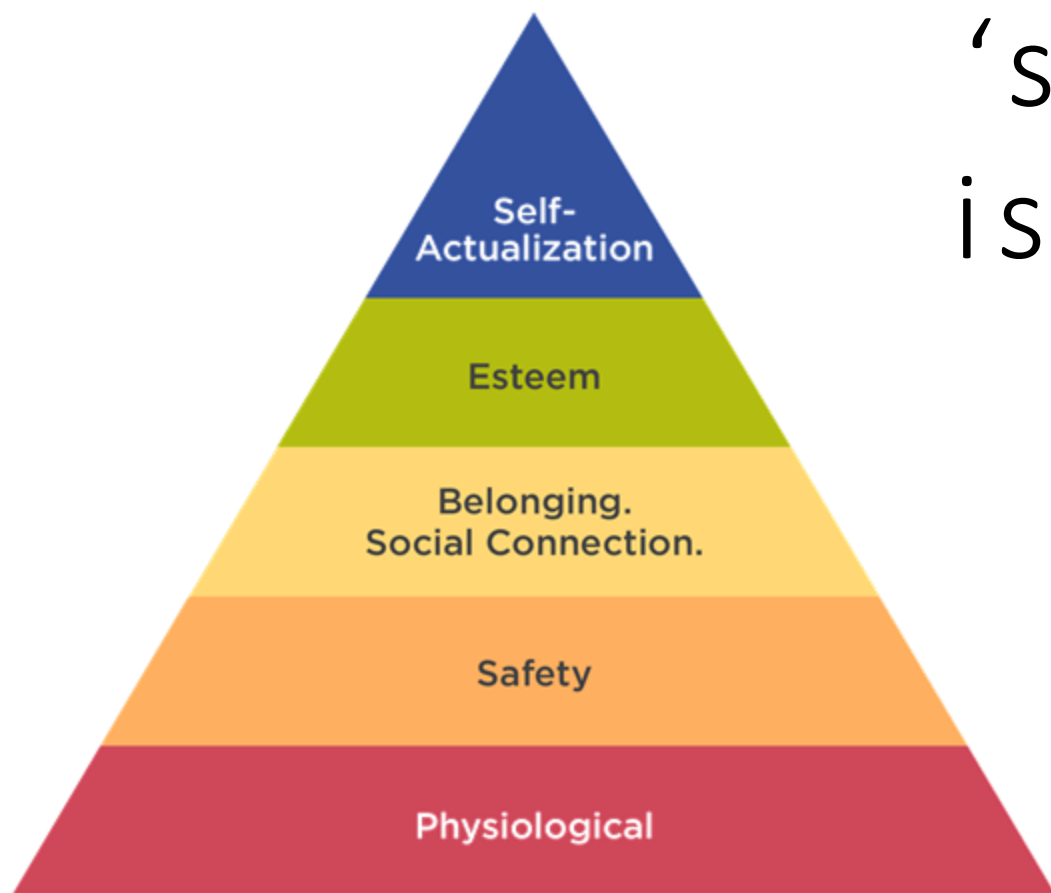 ‘s
is
Self-
Actualization
Esteem
Belonging.
Social Connection.
Safety
Physiological